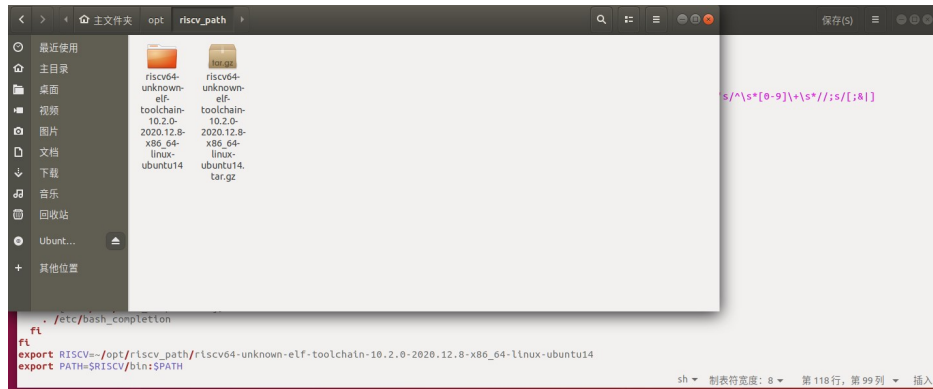 主文件夹 opt riscv_path
保存(S)
最近使用
主目录
桌面
视频
图片
文档
下载
音乐
回收站
Ubunt...
其他位置
riscv64-
unknown-
elf-
toolchain-
10.2.0-
2020.12.8-
x86_64-
linux-
ubuntu14
tar.gz
riscv64-
unknown-
elf-
toolchain-
10.2.0-
2020.12.8-
x86_64-
linux-
ubuntu14.
tar.gz
s/^\s*[0-9]\+\s*//;s/[;&|]
. /etc/bash_completion
fi
fi
export RISCV=~/opt/riscv_path/riscv64-unknown-elf-toolchain-10.2.0-2020.12.8-x86_64-linux-ubuntu14
export PATH=$RISCV/bin:$PATH
sh 制表符宽度：8 第 118 行，第 99 列 插入